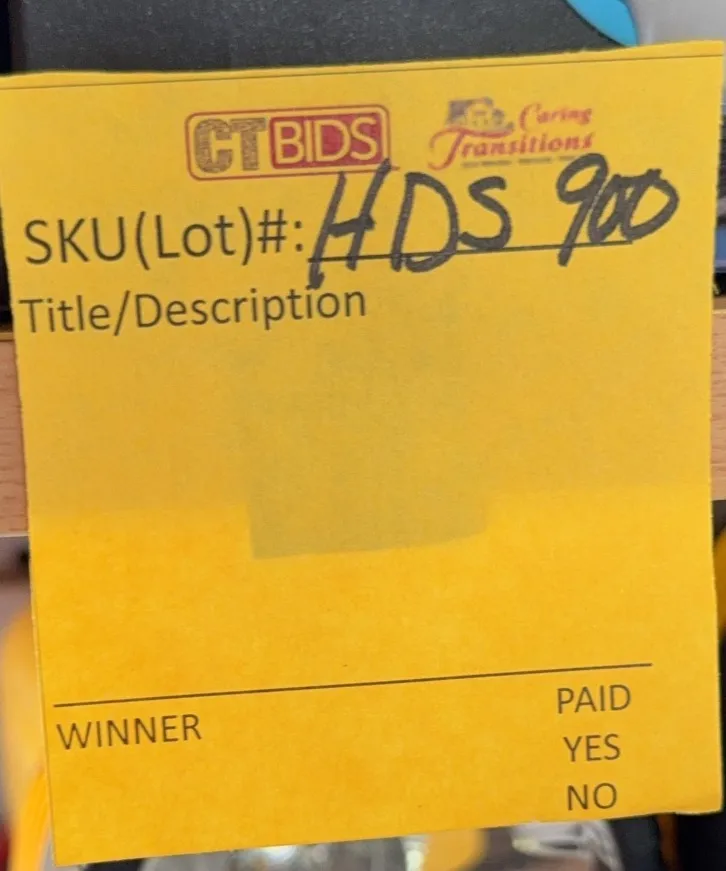 CTBIDS
Caring
Transitions
SKU(Lot)#: HDS 900
Title/Description
WINNER
PAID
YES
NO